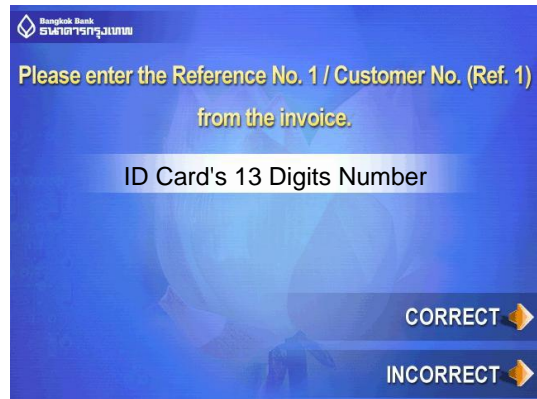 Bangkok Bank
ธนาคารกรุงเทพ
Please enter the Reference No. 1 / Customer No. (Ref. 1)
from the invoice.
ID Card's 13 Digits Number
CORRECT
INCORRECT